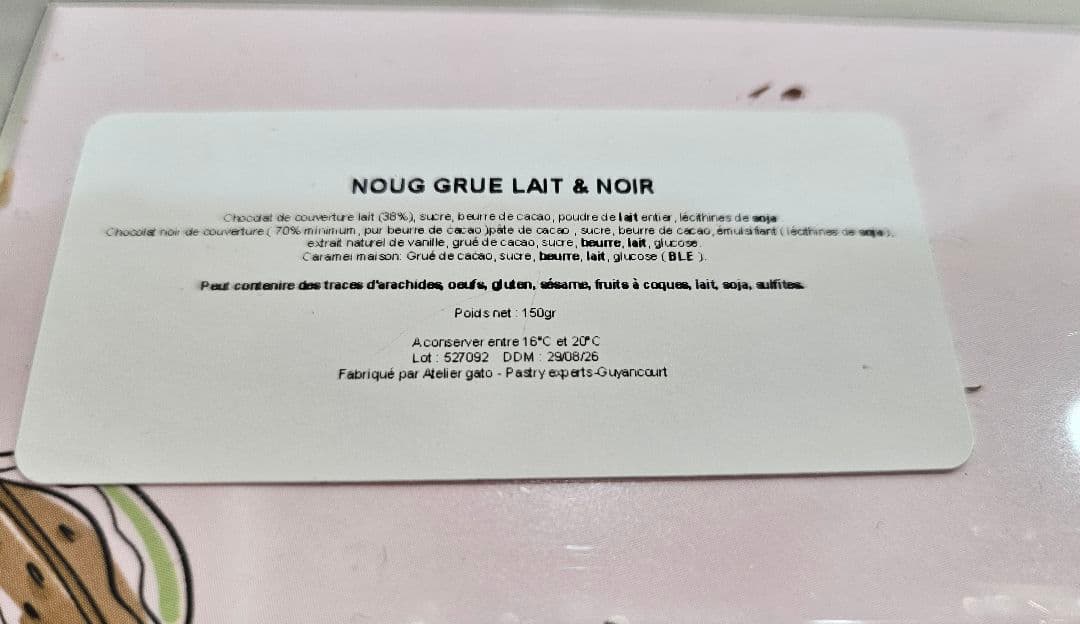 NOUG GRUE LAIT & NOIR
Chocolat de couverture lait (38%), sucre, beurre de cacao, poudre de lait entier, lécithines de soja
Chocolat noir de couverture ( 70% minimum, pur beurre de cacao )pâte de cacao , sucre, beurre de cacao, émulsifiant ( lécithines de soja ),
extrait naturel de vanille, grué de cacao, sucre, beurre, lait, glucose.
Caramel maison: Grué de cacao, sucre, beurre, lait, glucose ( BLE ).
Peut contenire des traces d'arachides, oeufs, gluten, sésame, fruits à coques, lait, soja, sulfites.
Poids net : 150gr
A conserver entre 16°C et 20°C
Lot : 527092 DDM : 29/08/26
Fabriqué par Atelier gato - Pastry experts-Guyancourt